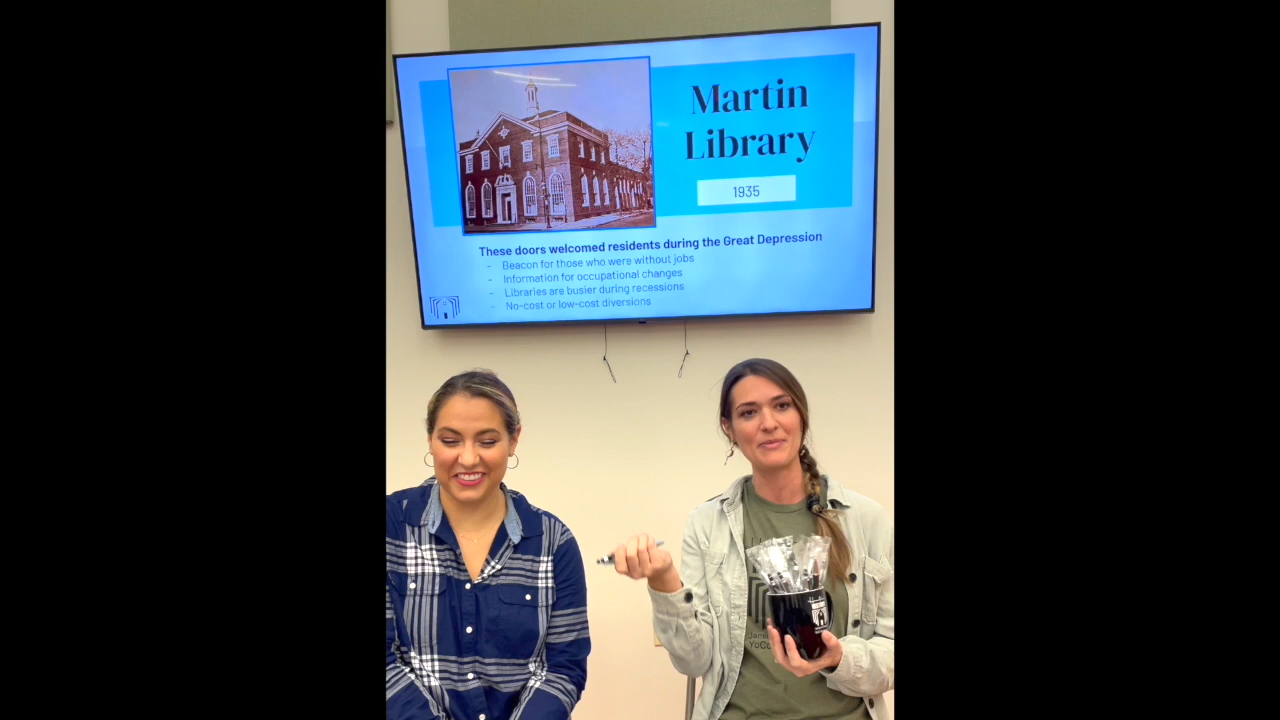 Martin
Library
1935
These doors welcomed residents during the Great Depression
- Beacon for those who were without jobs
- Information for occupational changes
- Libraries are busier during recessions
- No-cost or low-cost diversions